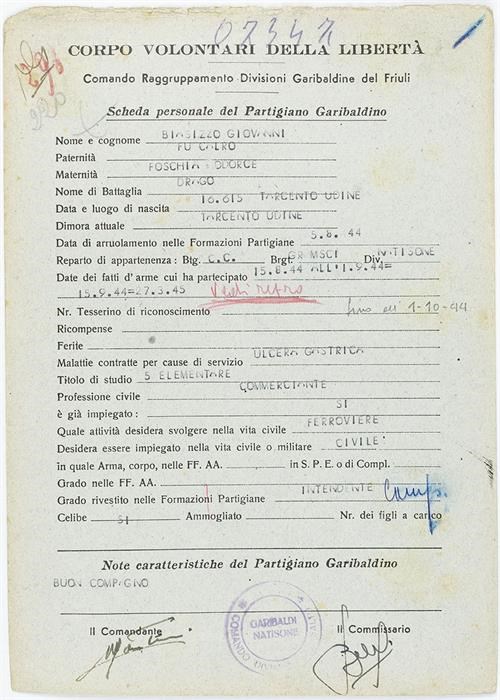 07347
CORPO VOLONTARI DELLA LIBERTÀ
Comando Raggruppamento Divisioni Garibaldine del Friuli
Scheda personale del Partigiano Garibaldino
Nome e cognome BIASIZZO GIOVANNI
Paternità FU CALRO
Maternità FOSCHIA ODORCE
Nome di Battaglia DRAGO
Data e luogo di nascita 16.6.15 TARCENTO UDINE
Dimora attuale TARCENTO UDINE
Data di arruolamento nelle Formazioni Partigiane 5.8.44
Reparto di appartenenza: Btg. C.C. Brg. GRAMSCI Div. NATISONE
Date dei fatti d'arme cui ha partecipato 15.8.44 ALL'1.9.44=
15.9.44=27.3.45 Vedi retro
Nr. Tesserino di riconoscimento fino all' 1-10-44
Ricompense
Ferite
Malattie contratte per cause di servizio ULCERA GASTRICA
Titolo di studio 5 ELEMENTARE
Professione civile COMMERCIANTE
è già impiegato: SI
Quale attività desidera svolgere nella vita civile FERROVIERE
Desidera essere impiegato nella vita civile o militare CIVILE
in quale Arma, corpo, nelle FF. AA. in S. P. E. o di Compl.
Grado nelle FF. AA.
Grado rivestito nelle Formazioni Partigiane INTENDENTE Comp.
Celibe SI Ammogliato Nr. dei figli a carico
Note caratteristiche del Partigiano Garibaldino
BUON COMPAGNO
Il Comandante
GARIBALDI
NATISONE
Il Commissario